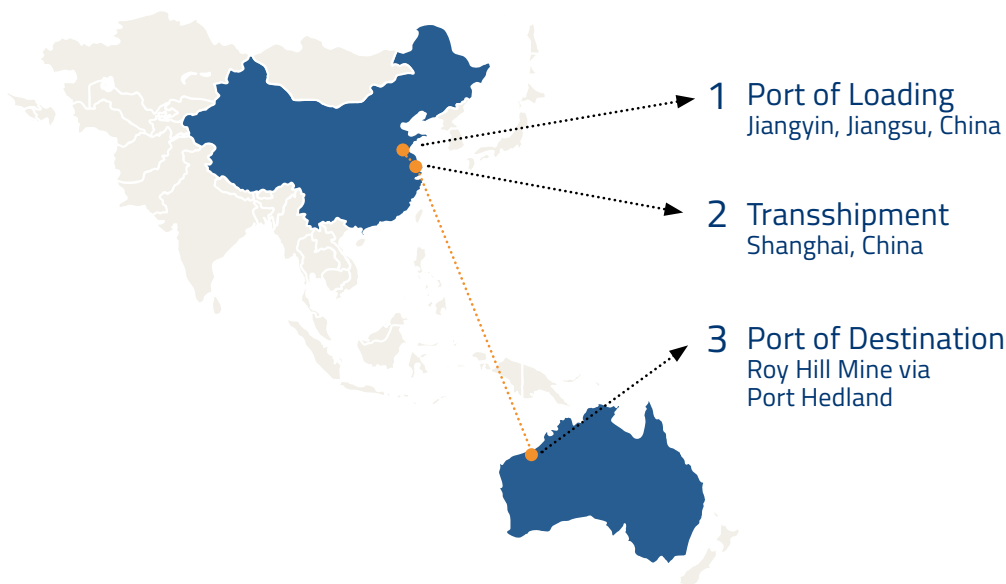 1 Port of Loading
Jiangyin, Jiangsu, China
2 Transshipment
Shanghai, China
3 Port of Destination
Roy Hill Mine via
Port Hedland